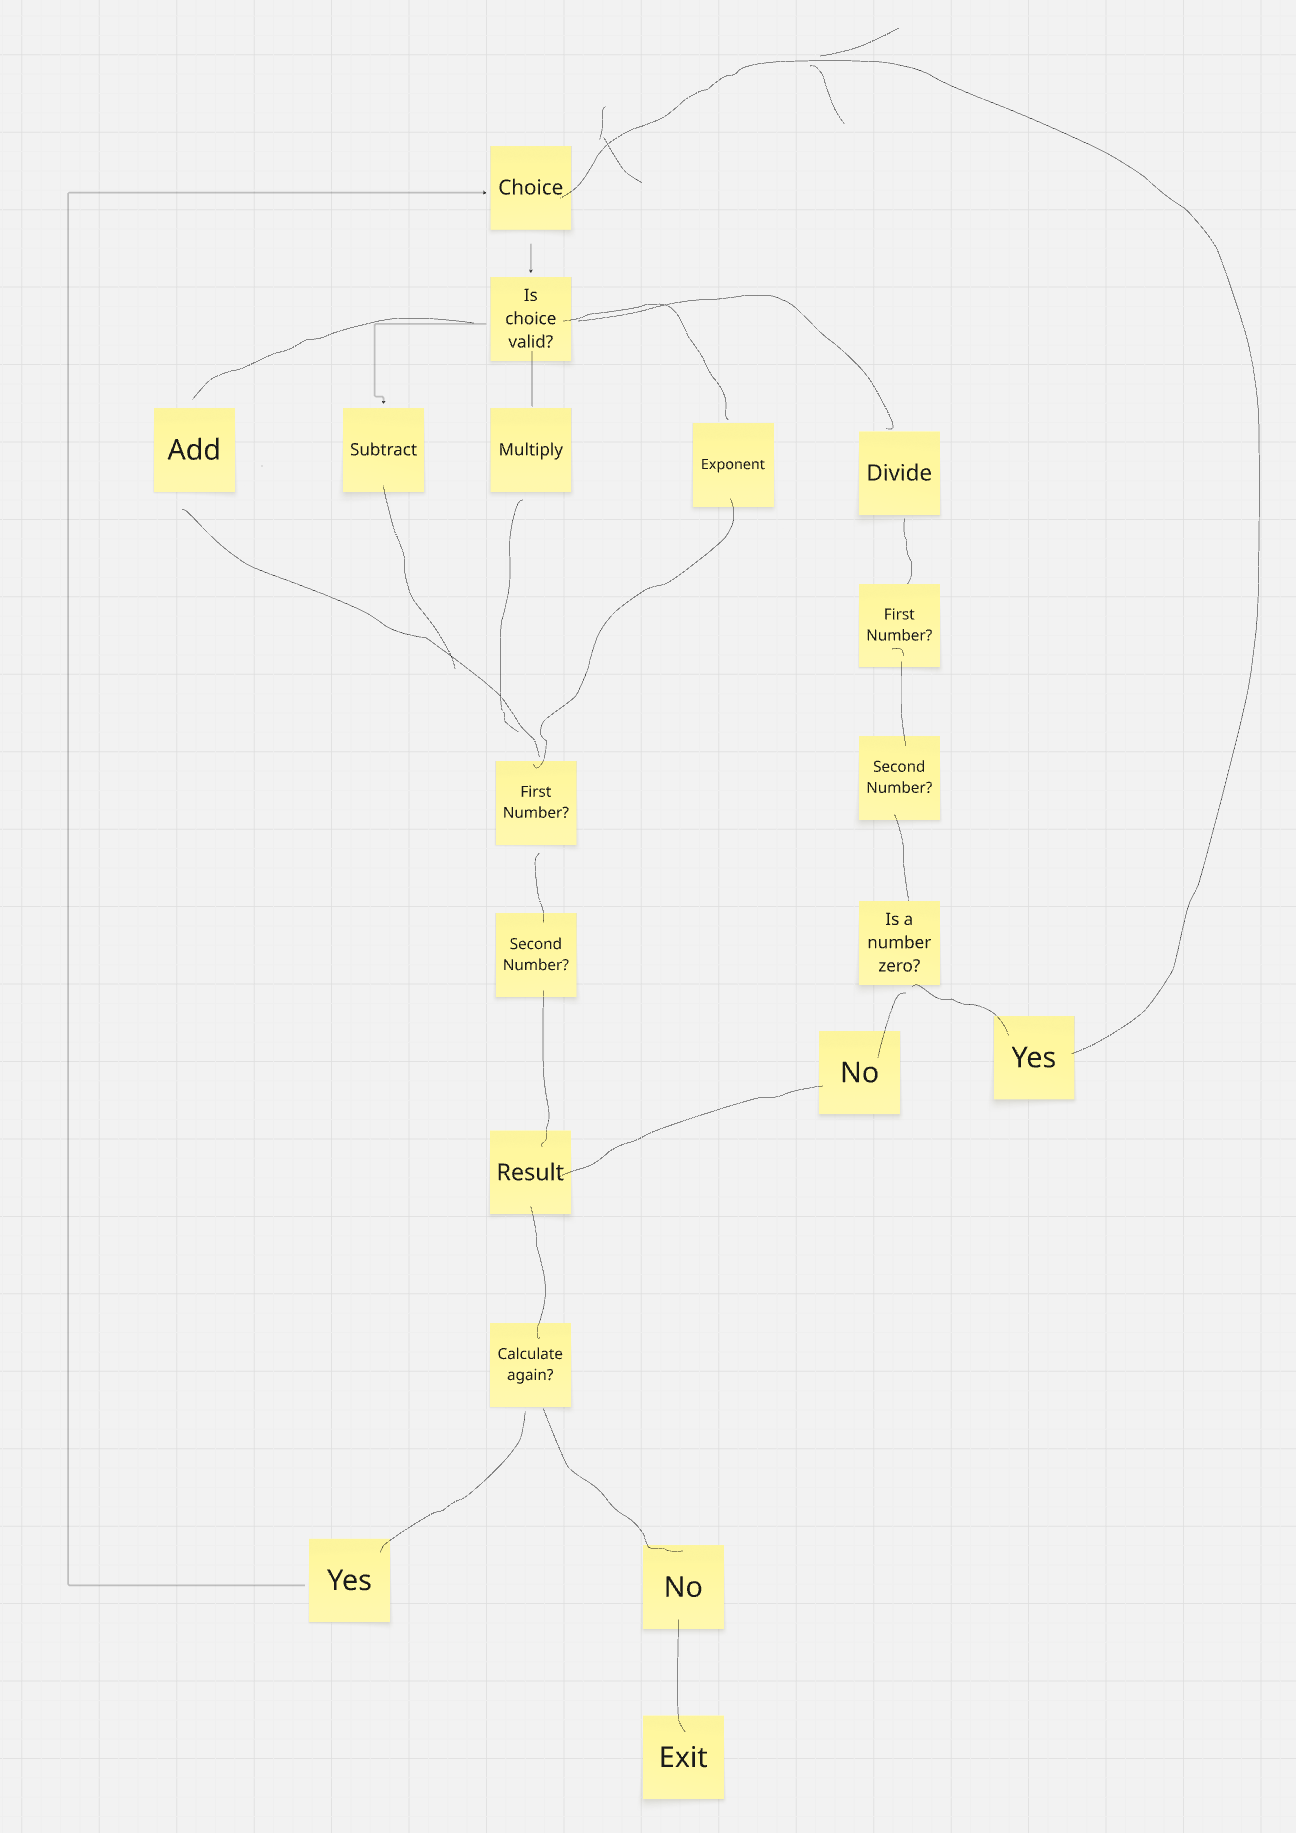 Choice
Is
choice
valid?
Add
Subtract
Multiply
Exponent
Divide
First
Number?
Second
Number?
First
Number?
Second
Number?
Is a
number
zero?
No
Yes
Result
Calculate
again?
Yes
No
Exit